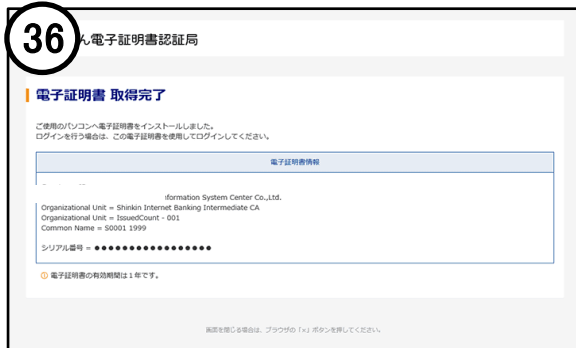 36
ん電子証明書認証局
電子証明書 取得完了
ご使用のパソコンへ電子証明書をインストールしました。
ログインを行う場合は、この電子証明書を使用してログインしてください。
電子証明書情報
Information System Center Co.,Ltd.
Organizational Unit = Shinkin Internet Banking Intermediate CA
Organizational Unit = IssuedCount - 001
Common Name = S0001 1999
シリアル番号 = ●●●●●●●●●●●●●●●●●
① 電子証明書の有効期間は1年です。
画面を閉じる場合は、ブラウザの「×」ボタンを押してください。